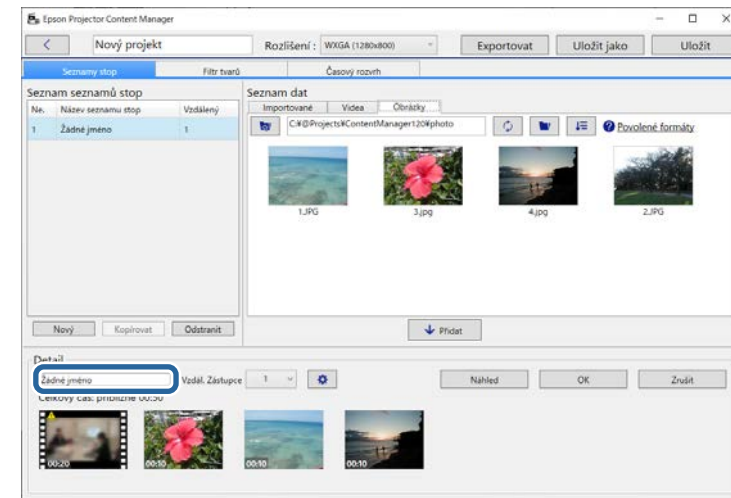 Epson Projector Content Manager
Nový projekt Rozlišení : WXGA (1280x800) Exportovat Uložit jako Uložit
Seznamy stop Filtr tvarů Časový rozvrh
Seznam seznamů stop Seznam dat
Ne. Název seznamu stop Vzdálený Importované Videa Obrázky
1 Žádné jméno 1 C:¥@Projects¥ContentManager120¥photo Povolené formáty
1.JPG 3.jpg 4.jpg 2.JPG
Nový Kopírovat Odstranit Přidat
Detail
Žádné jméno Vzdál. Zástupce 1 Náhled OK Zrušit
Celkový čas: přibližně 00:50
00:20 00:10 00:10 00:10